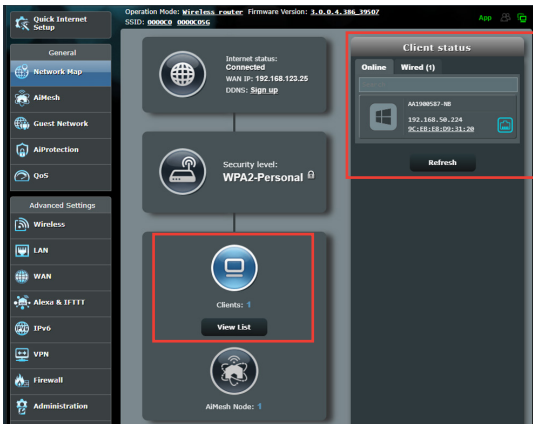 Quick Internet
Setup
General
Network Map
AiMesh
Guest Network
AiProtection
QoS
Advanced Settings
Wireless
LAN
WAN
Alexa & IFTTT
IPv6
VPN
Firewall
Administration
Operation Mode: Wireless router Firmware Version: 3.0.0.4.386_39507
SSID: 0000C0 0000C05G
App
Internet status:
Connected
WAN IP: 192.168.123.25
DDNS: Sign up
Security level:
WPA2-Personal
Clients: 1
View List
AiMesh Node: 1
Client status
Online Wired (1)
AA1900587-NB
192.168.50.224
9C:EB:E8:D9:31:20
Refresh